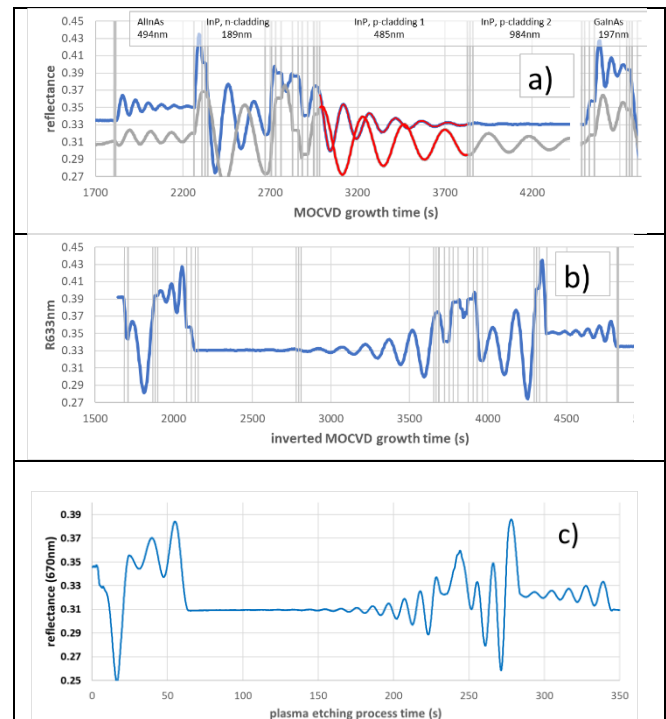 AlInAs InP, n-cladding InP, p-cladding 1 InP, p-cladding 2 GaInAs
494nm 189nm 485nm 984nm 197nm
a)
reflectance
0.45
0.43
0.41
0.39
0.37
0.35
0.33
0.31
0.29
0.27
1700 2200 2700 3200 3700 4200
MOCVD growth time (s)
b)
R633nm
0.45
0.43
0.41
0.39
0.37
0.35
0.33
0.31
0.29
0.27
1500 2000 2500 3000 3500 4000 4500
inverted MOCVD growth time (s)
c)
reflectance (670nm)
0.39
0.37
0.35
0.33
0.31
0.29
0.27
0.25
0 50 100 150 200 250 300 350
plasma etching process time (s)